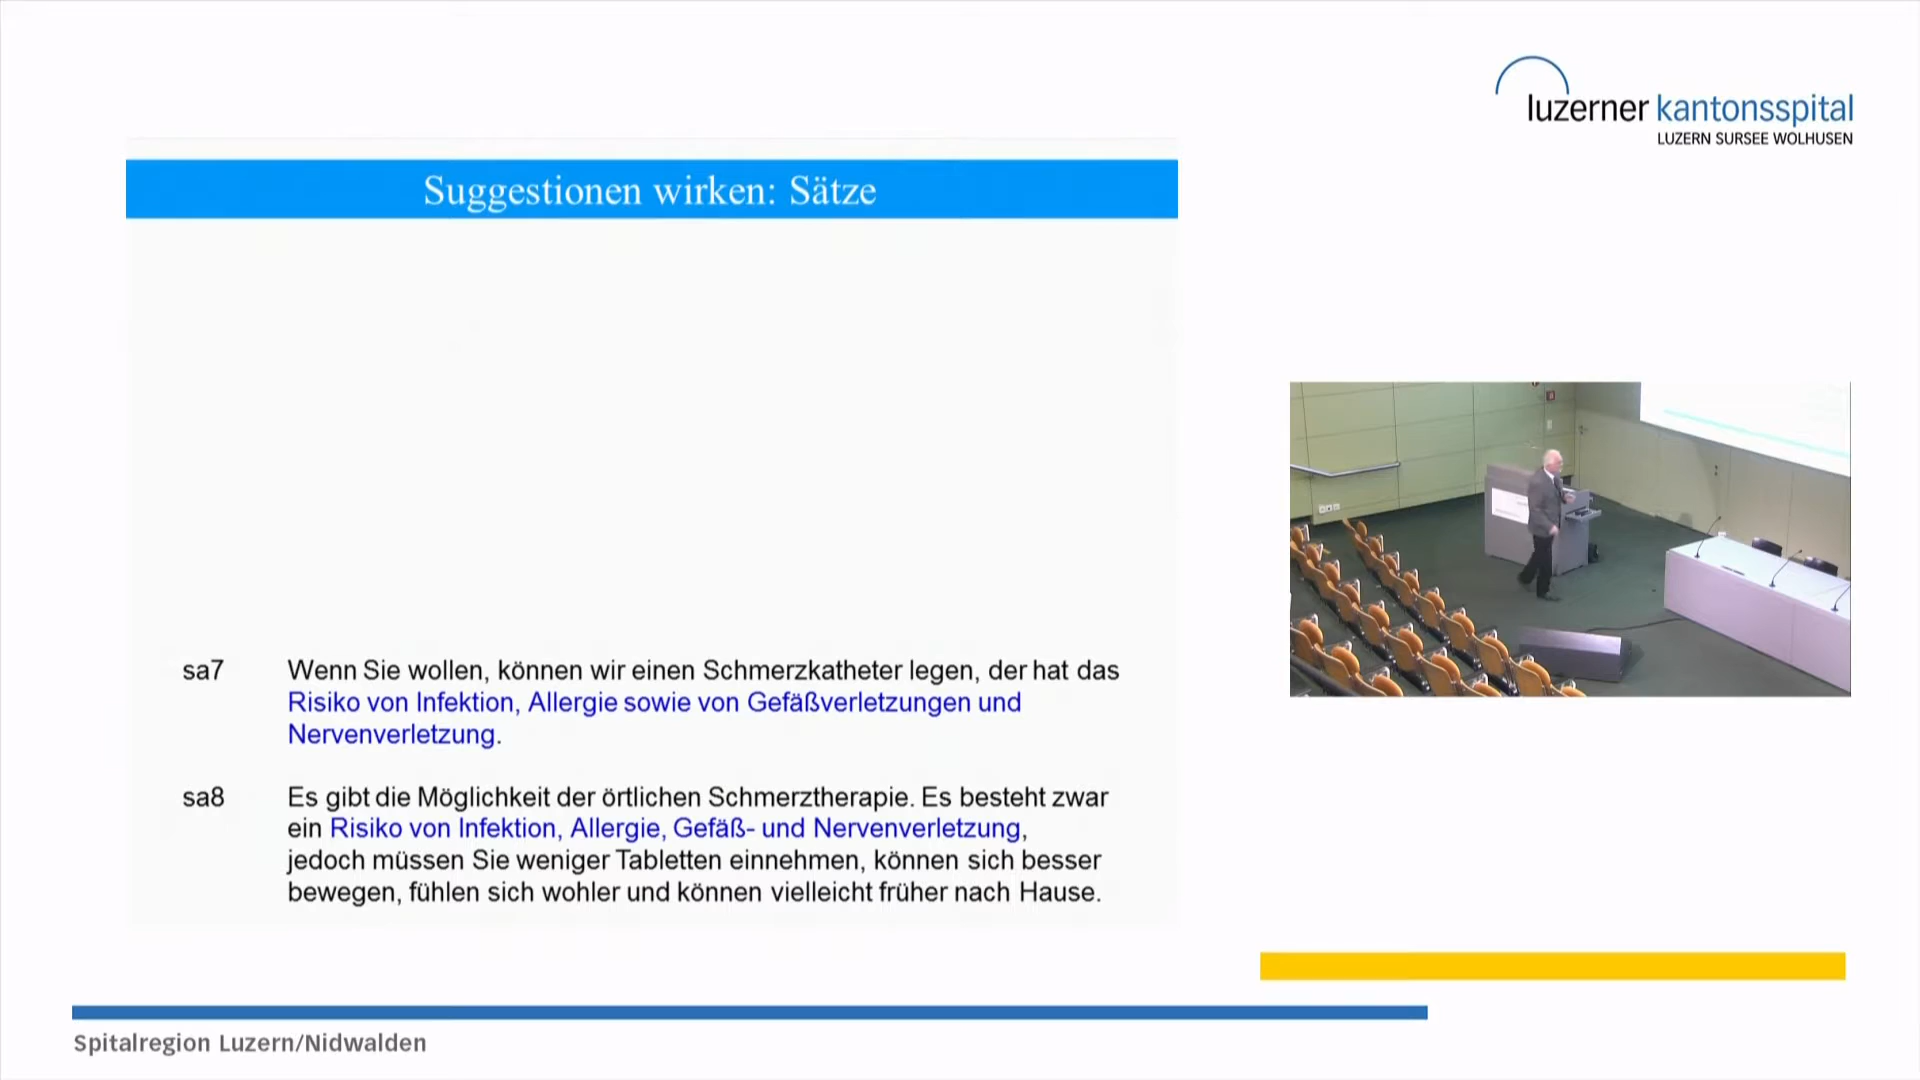 luzerner kantonsspital
LUZERN SURSEE WOLHUSEN
Suggestionen wirken: Sätze
sa7 Wenn Sie wollen, können wir einen Schmerzkatheter legen, der hat das
Risiko von Infektion, Allergie sowie von Gefäßverletzungen und
Nervenverletzung.
sa8 Es gibt die Möglichkeit der örtlichen Schmerztherapie. Es besteht zwar
ein Risiko von Infektion, Allergie, Gefäß- und Nervenverletzung,
jedoch müssen Sie weniger Tabletten einnehmen, können sich besser
bewegen, fühlen sich wohler und können vielleicht früher nach Hause.
Spitalregion Luzern/Nidwalden